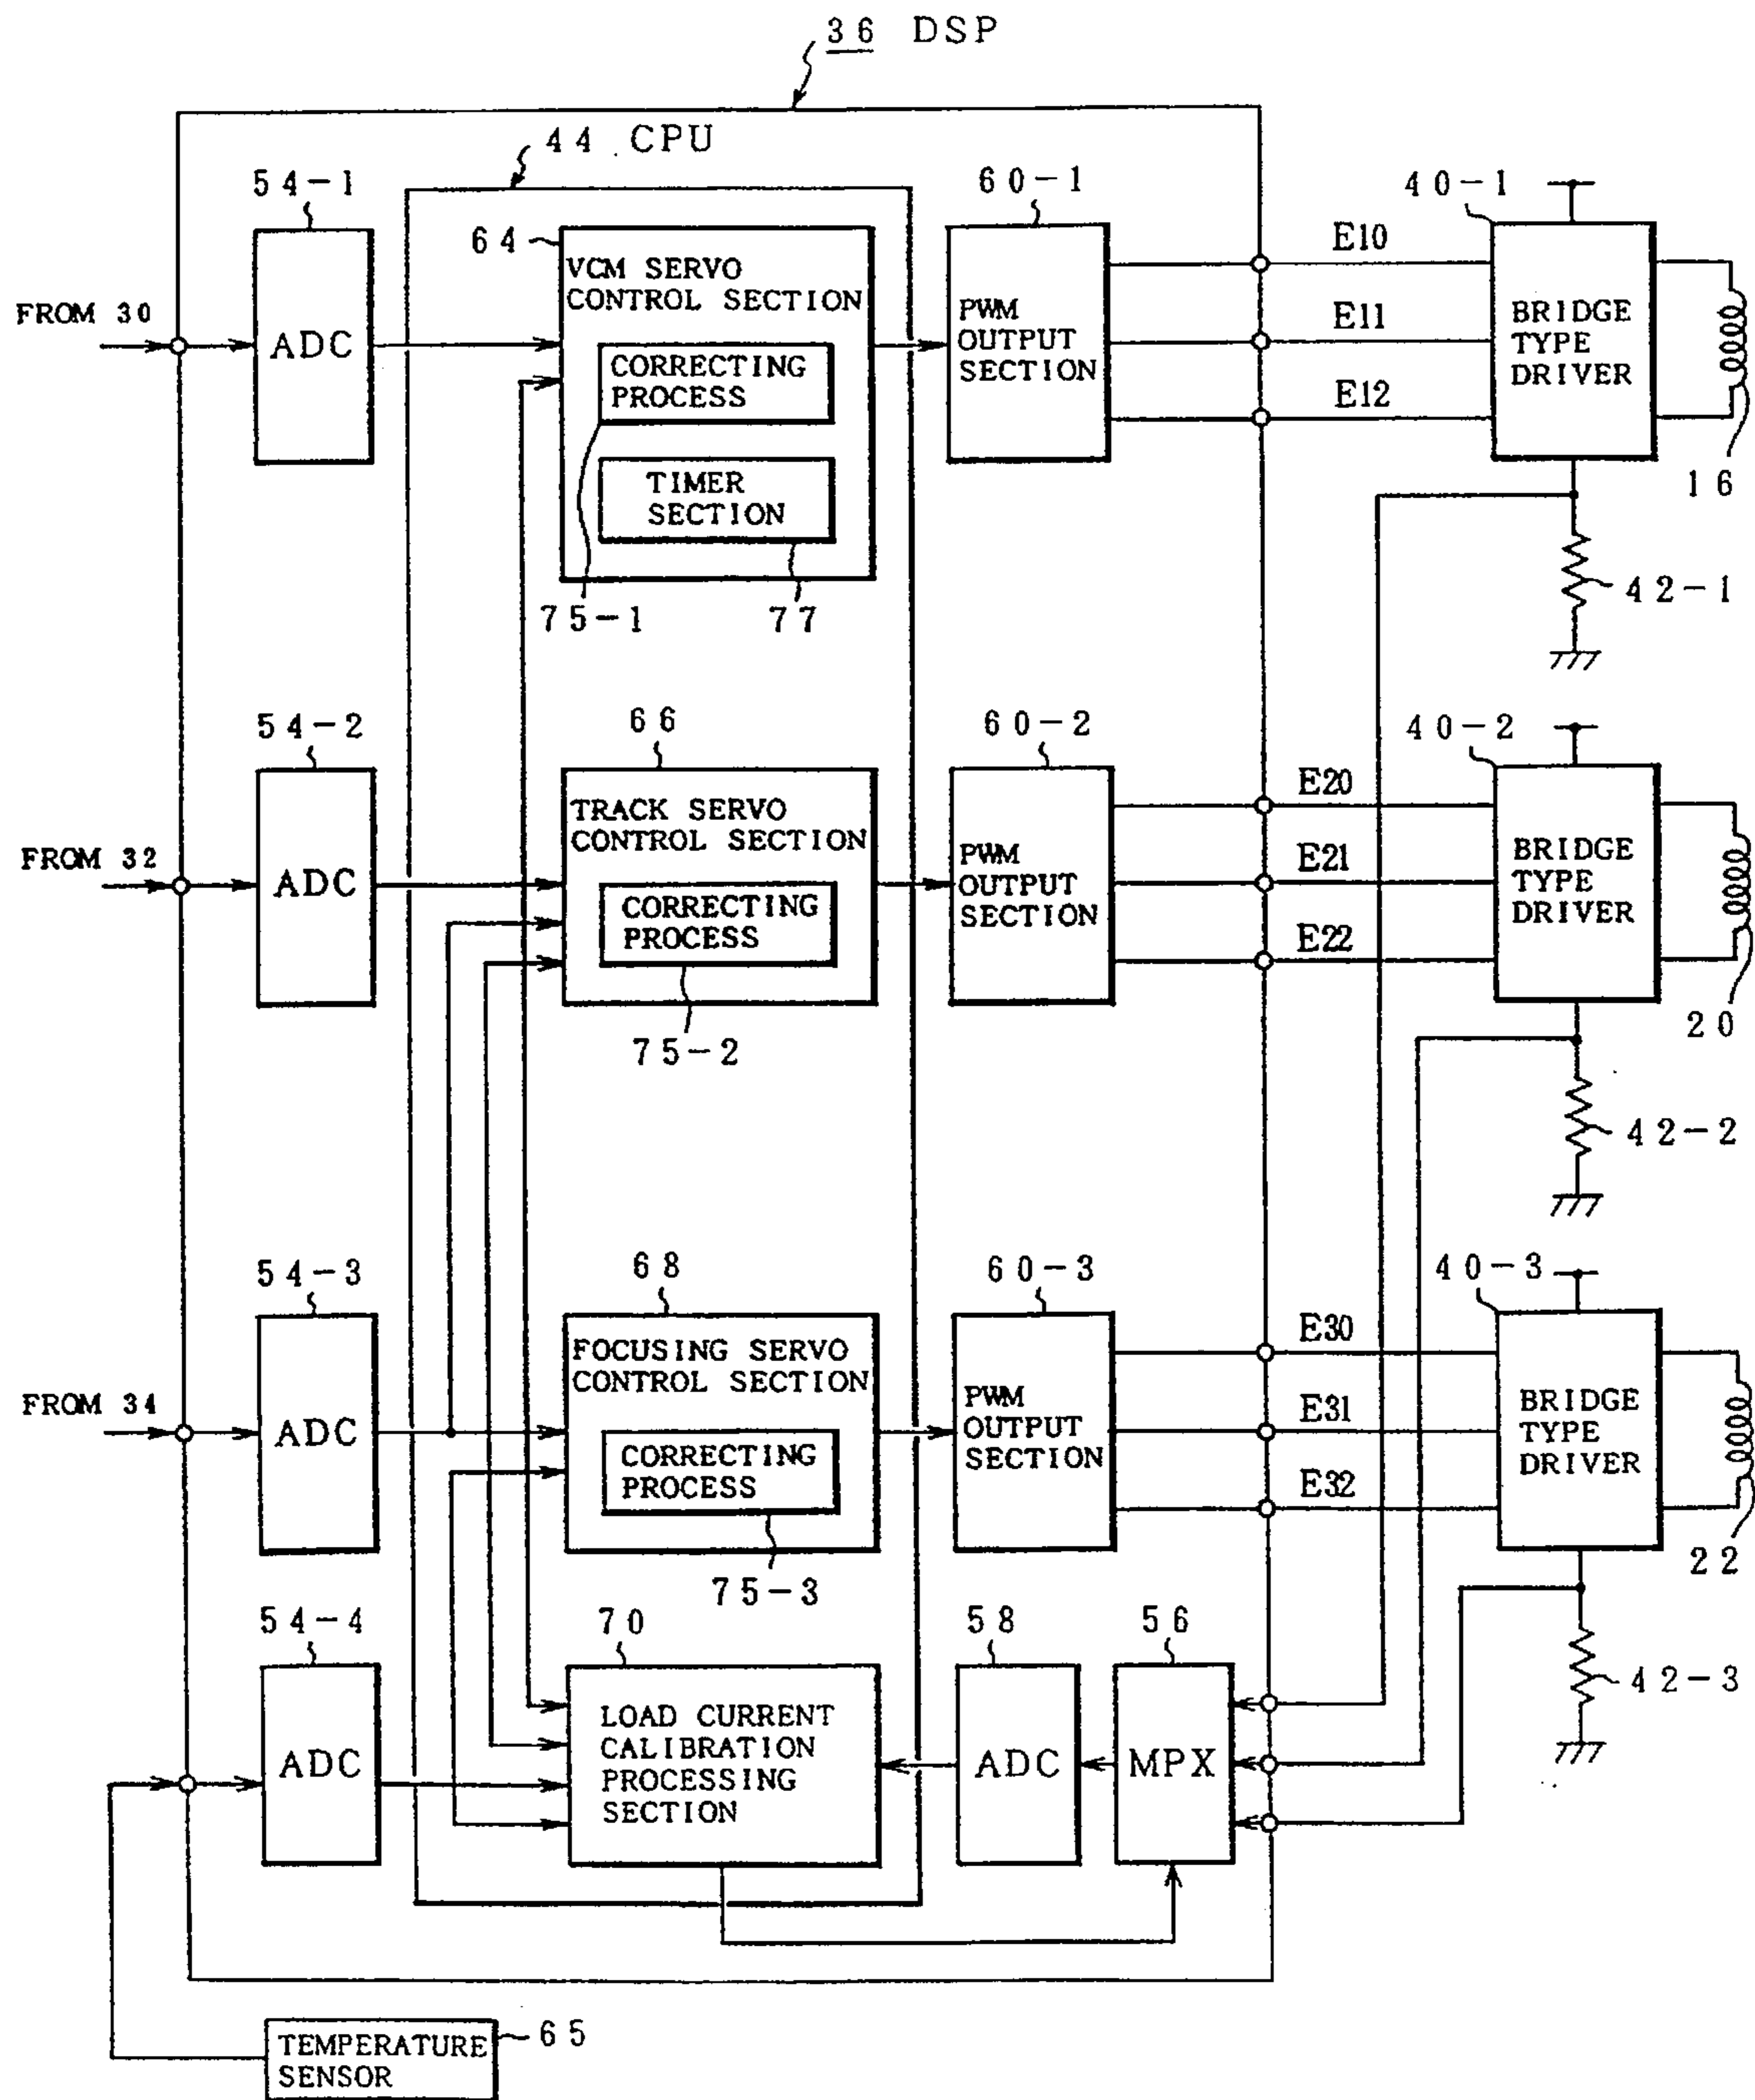 36 DSP
44 CPU
54-1
64
60-1
40-1
VCM SERVO
CONTROL SECTION
E10
FROM 30
ADC
PWM
OUTPUT
SECTION
E11
BRIDGE
TYPE
DRIVER
CORRECTING
PROCESS
E12
TIMER
SECTION
16
75-1
77
42-1
54-2
66
60-2
40-2
TRACK SERVO
CONTROL SECTION
E20
FROM 32
ADC
PWM
OUTPUT
SECTION
E21
BRIDGE
TYPE
DRIVER
CORRECTING
PROCESS
E22
20
75-2
42-2
54-3
68
60-3
40-3
FOCUSING SERVO
CONTROL SECTION
E30
FROM 34
ADC
PWM
OUTPUT
SECTION
E31
BRIDGE
TYPE
DRIVER
CORRECTING
PROCESS
E32
22
75-3
54-4
70
58
56
42-3
ADC
LOAD CURRENT
CALIBRATION
PROCESSING
SECTION
ADC
MPX
TEMPERATURE
SENSOR
65